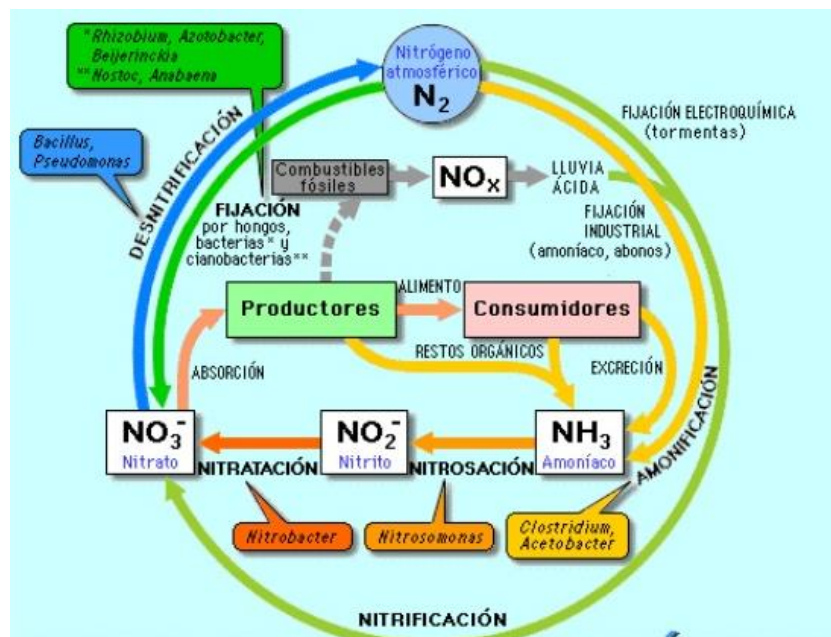 *Rhizobium, Azotobacter,
Beijerinckia
**Nostoc, Anabaena
Nitrógeno
atmosférico
N2
FIJACIÓN ELECTROQUÍMICA
(tormentas)
Bacillus,
Pseudomonas
DESNITRIFICACIÓN
Combustibles
fósiles
NOx
LLUVIA
ÁCIDA
FIJACIÓN
por hongos,
bacterias* y
cianobacterias**
FIJACIÓN
INDUSTRIAL
(amoníaco, abonos)
Productores
ALIMENTO
Consumidores
ABSORCIÓN
RESTOS ORGÁNICOS
EXCRECIÓN
AMONIFICACIÓN
NO3-
Nitrato
NITRATACIÓN
NO2-
Nitrito
NITROSACIÓN
NH3
Amoníaco
Nitrobacter
Nitrosomonas
Clostridium,
Acetobacter
NITRIFICACIÓN